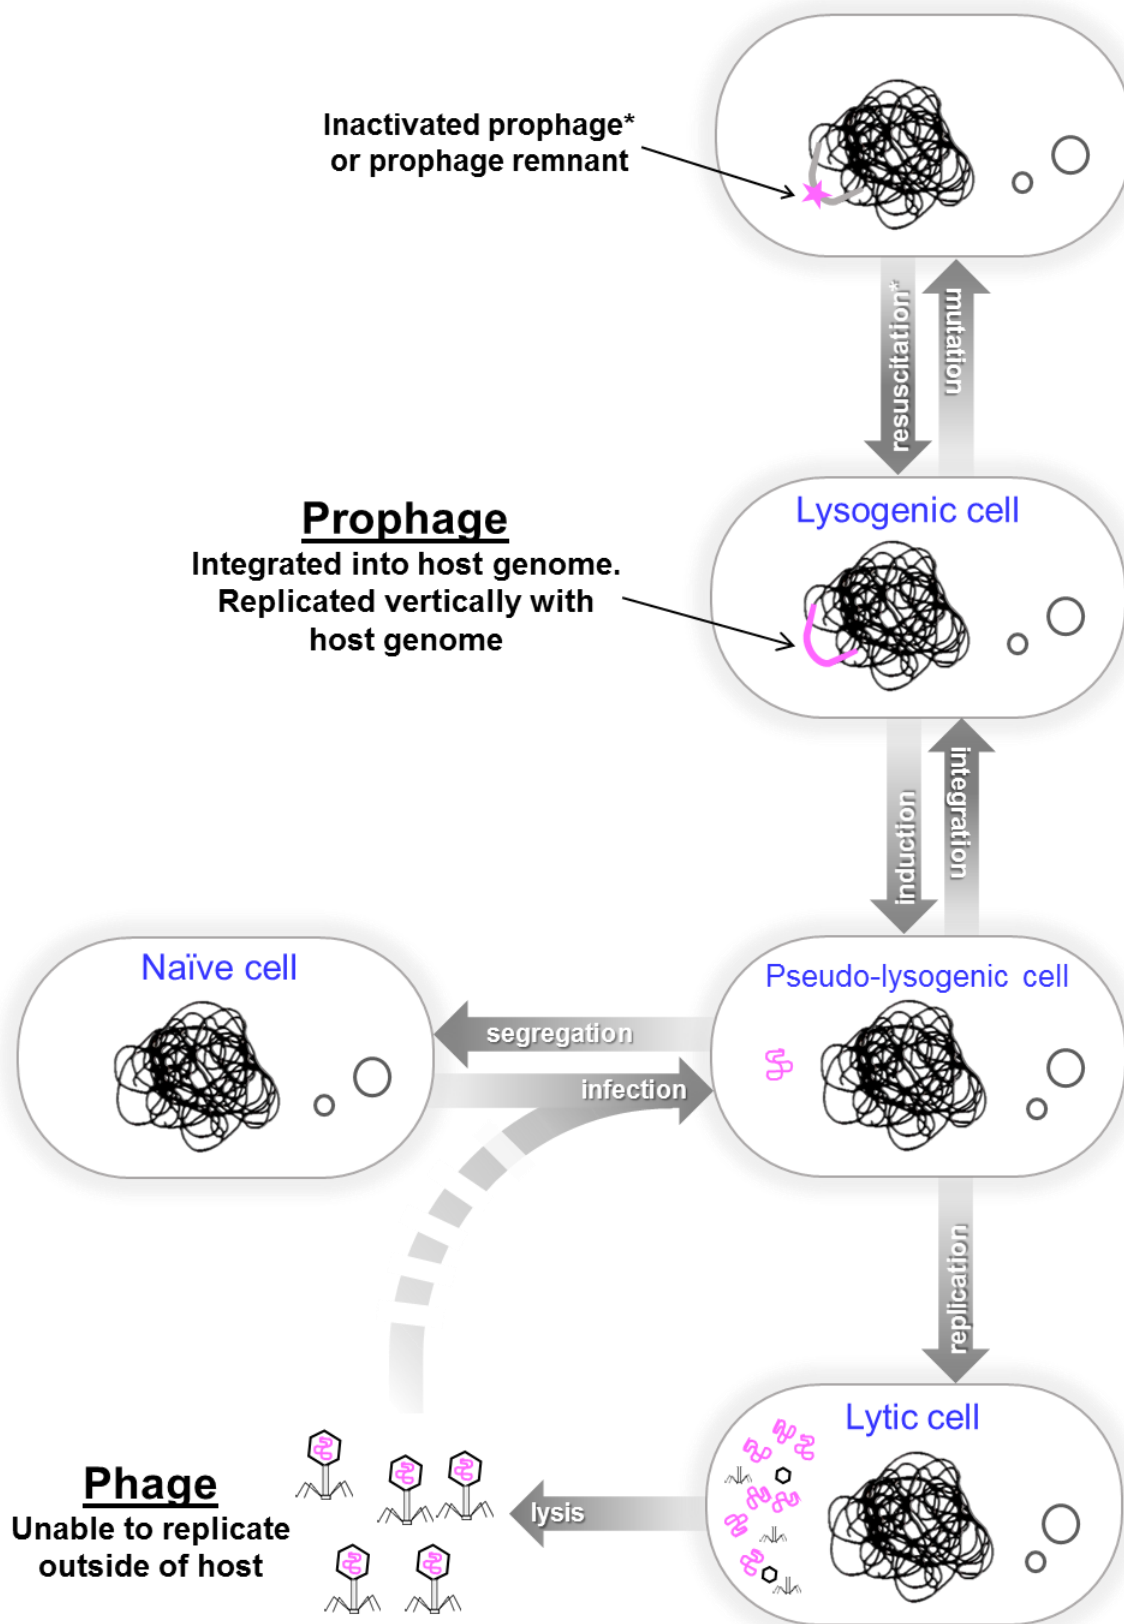 Inactivated prophage*
or prophage remnant
resuscitation*
mutation
Prophage
Integrated into host genome.
Replicated vertically with
host genome
Lysogenic cell
induction
integration
Naïve cell
Pseudo-lysogenic cell
segregation
infection
replication
Lytic cell
Phage
Unable to replicate
outside of host
lysis